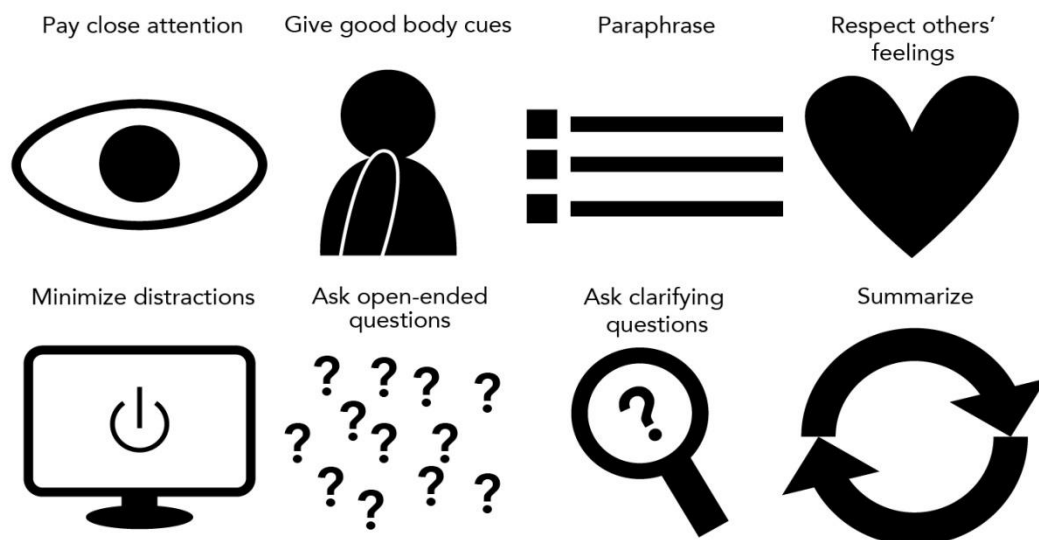 Pay close attention
Give good body cues
Paraphrase
Respect others'
feelings
Minimize distractions
Ask open-ended
questions
? ? ? ?
? ? ? ?
? ? ? ?
Ask clarifying
questions
?
Summarize